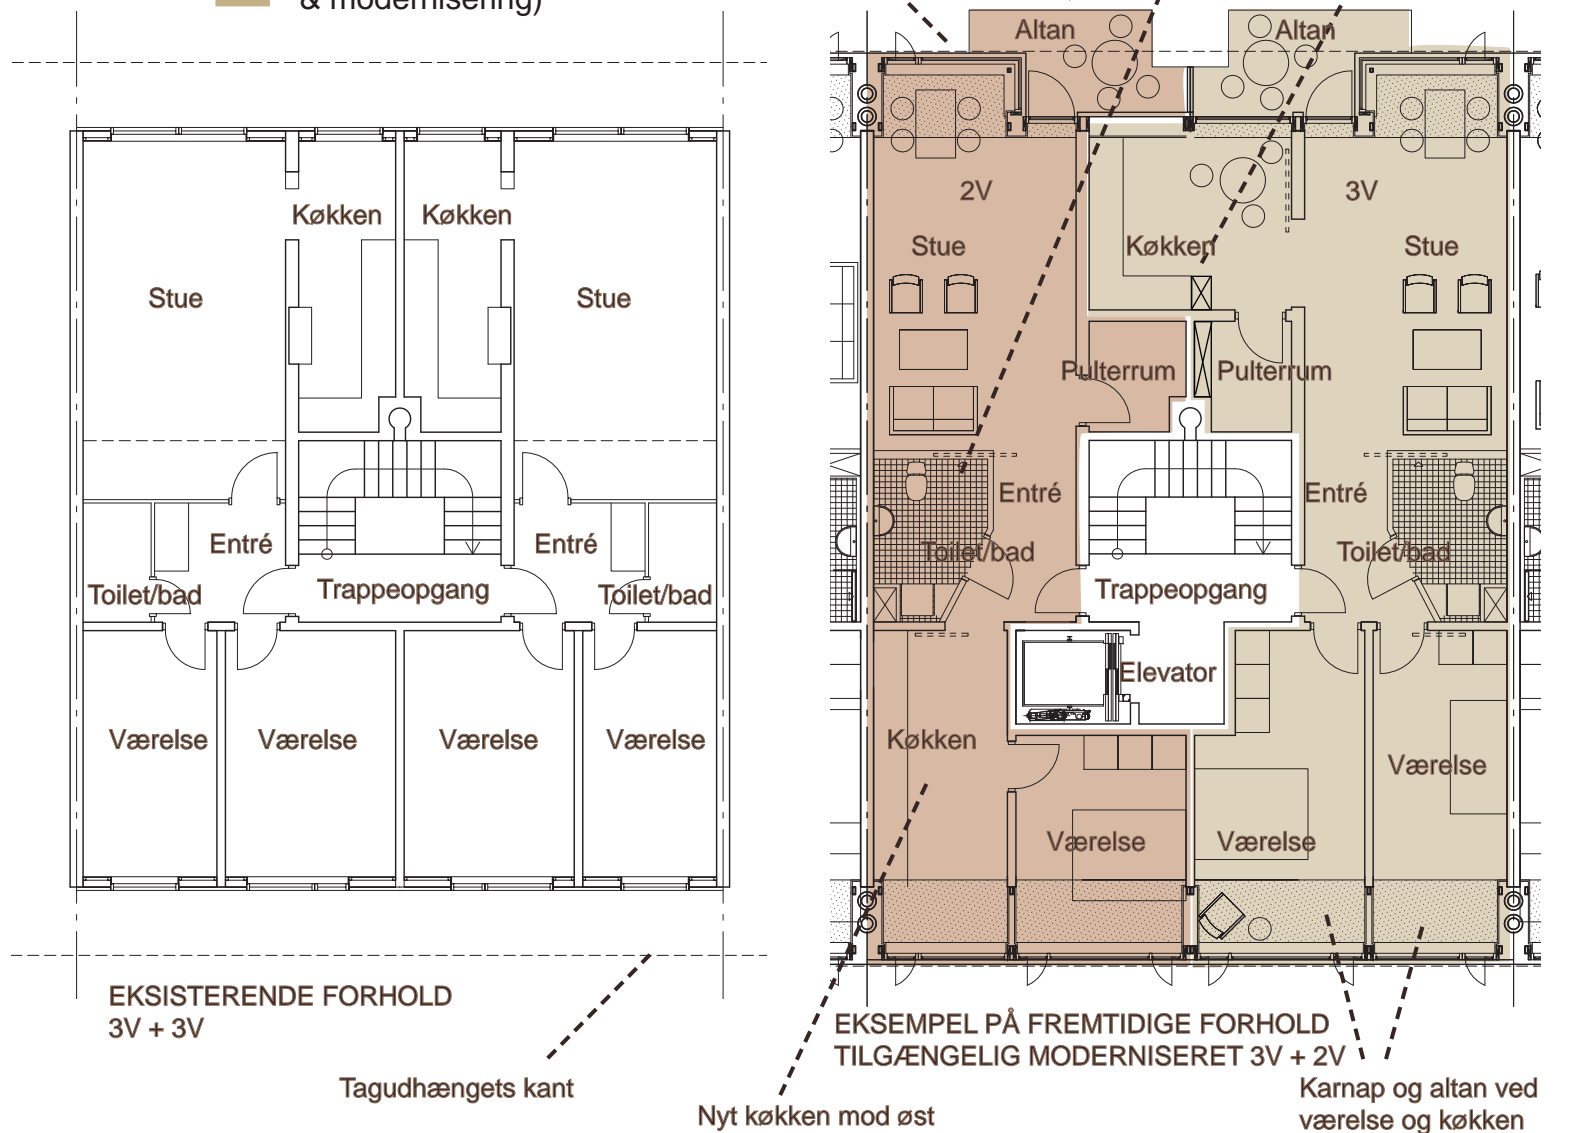 & modernisering)
Køkken Køkken
Stue Stue
Entré Entré
Toilet/bad Trappeopgang Toilet/bad
Værelse Værelse Værelse Værelse
EKSISTERENDE FORHOLD
3V + 3V
Tagudhængets kant
Altan Altan
2V 3V
Stue Køkken Stue
Pulterrum Pulterrum
Entré Entré
Toilet/bad Toilet/bad
Trappeopgang
Elevator
Køkken Værelse
Værelse Værelse
EKSEMPEL PÅ FREMTIDIGE FORHOLD
TILGÆNGELIG MODERNISERET 3V + 2V
Nyt køkken mod øst
Karnap og altan ved
værelse og køkken